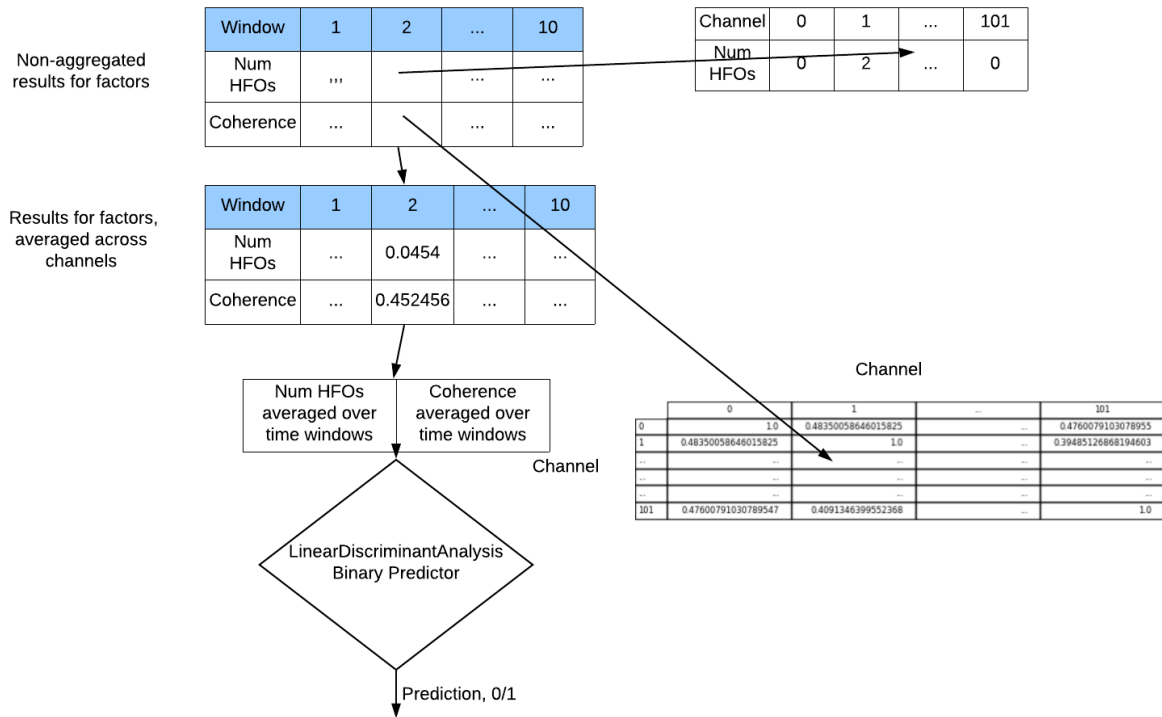 Window 1 2 ... 10
Num HFOs ,,, ... ...
Coherence ... ... ...
Non-aggregated
results for factors
Channel 0 1 ... 101
Num HFOs 0 2 ... 0
Window 1 2 ... 10
Num HFOs ... 0.0454 ... ...
Coherence ... 0.452456 ... ...
Results for factors,
averaged across
channels
Num HFOs
averaged over
time windows
Coherence
averaged over
time windows
Channel
Channel
0 1 ... 101
0 1.0 0.48350058646015825 ... 0.4760079103078955
1 0.48350058646015825 1.0 ... 0.39485126868194603
... ... ... ... ...
... ... ... ... ...
... ... ... ... ...
101 0.47600791030789547 0.4091346399552368 ... 1.0
LinearDiscriminantAnalysis
Binary Predictor
Prediction, 0/1